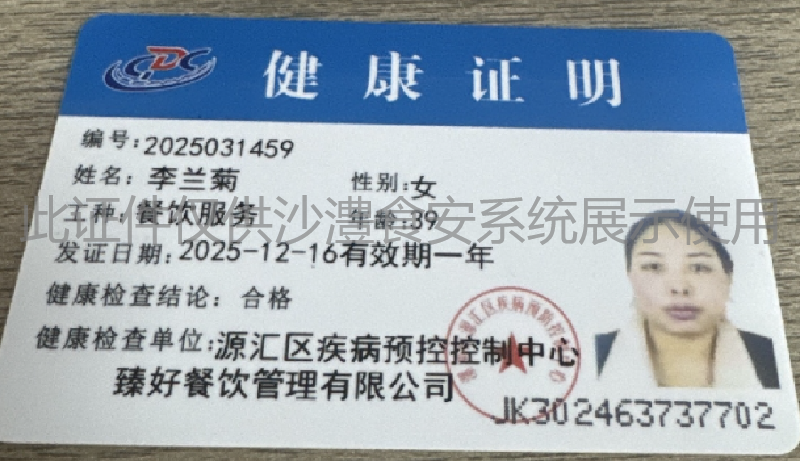 CDC
健康证明
编号:2025031459
姓名:李兰菊 性别:女
工种:餐饮服务 年龄:39
此证件仅供沙澧食安系统展示使用
发证日期:2025-12-16有效期一年
健康检查结论:合格
健康检查单位:源汇区疾病预控控制中心
臻好餐饮管理有限公司
JK302463737702